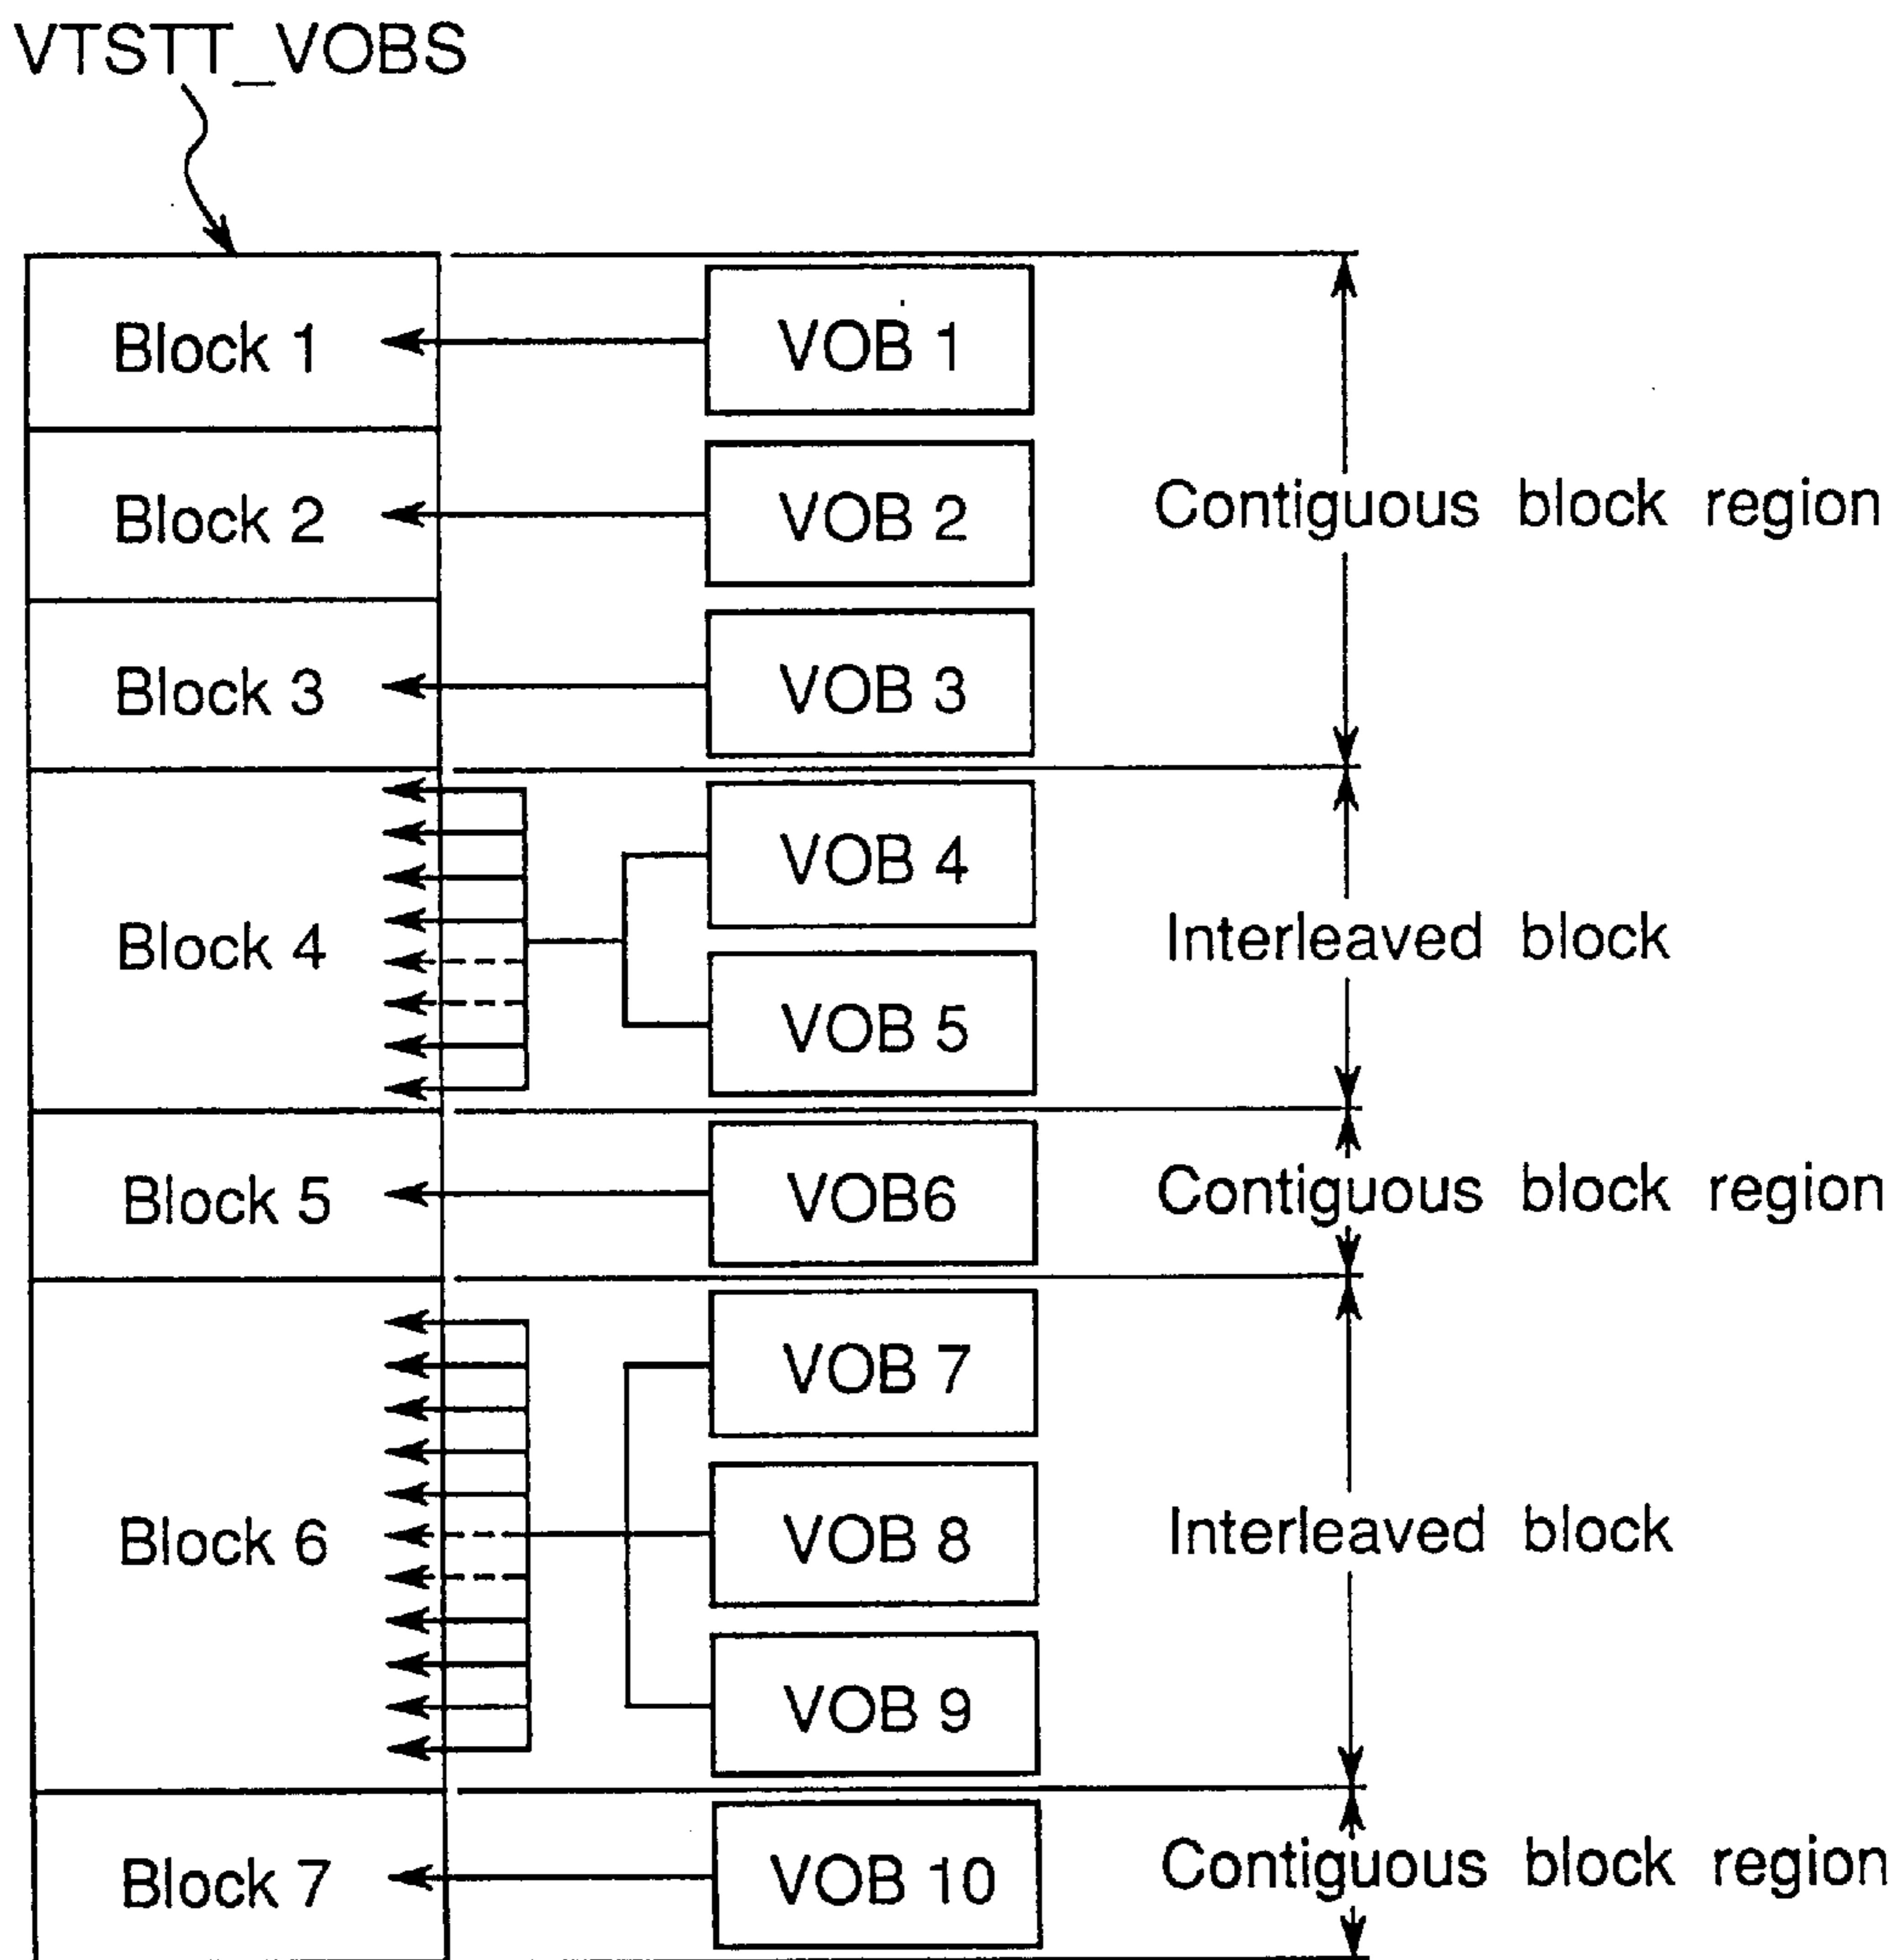 VTSTT_VOBS
Block 1
VOB 1
Block 2
VOB 2
Contiguous block region
Block 3
VOB 3
VOB 4
Block 4
Interleaved block
VOB 5
Block 5
VOB6
Contiguous block region
VOB 7
Block 6
VOB 8
Interleaved block
VOB 9
Block 7
VOB 10
Contiguous block region